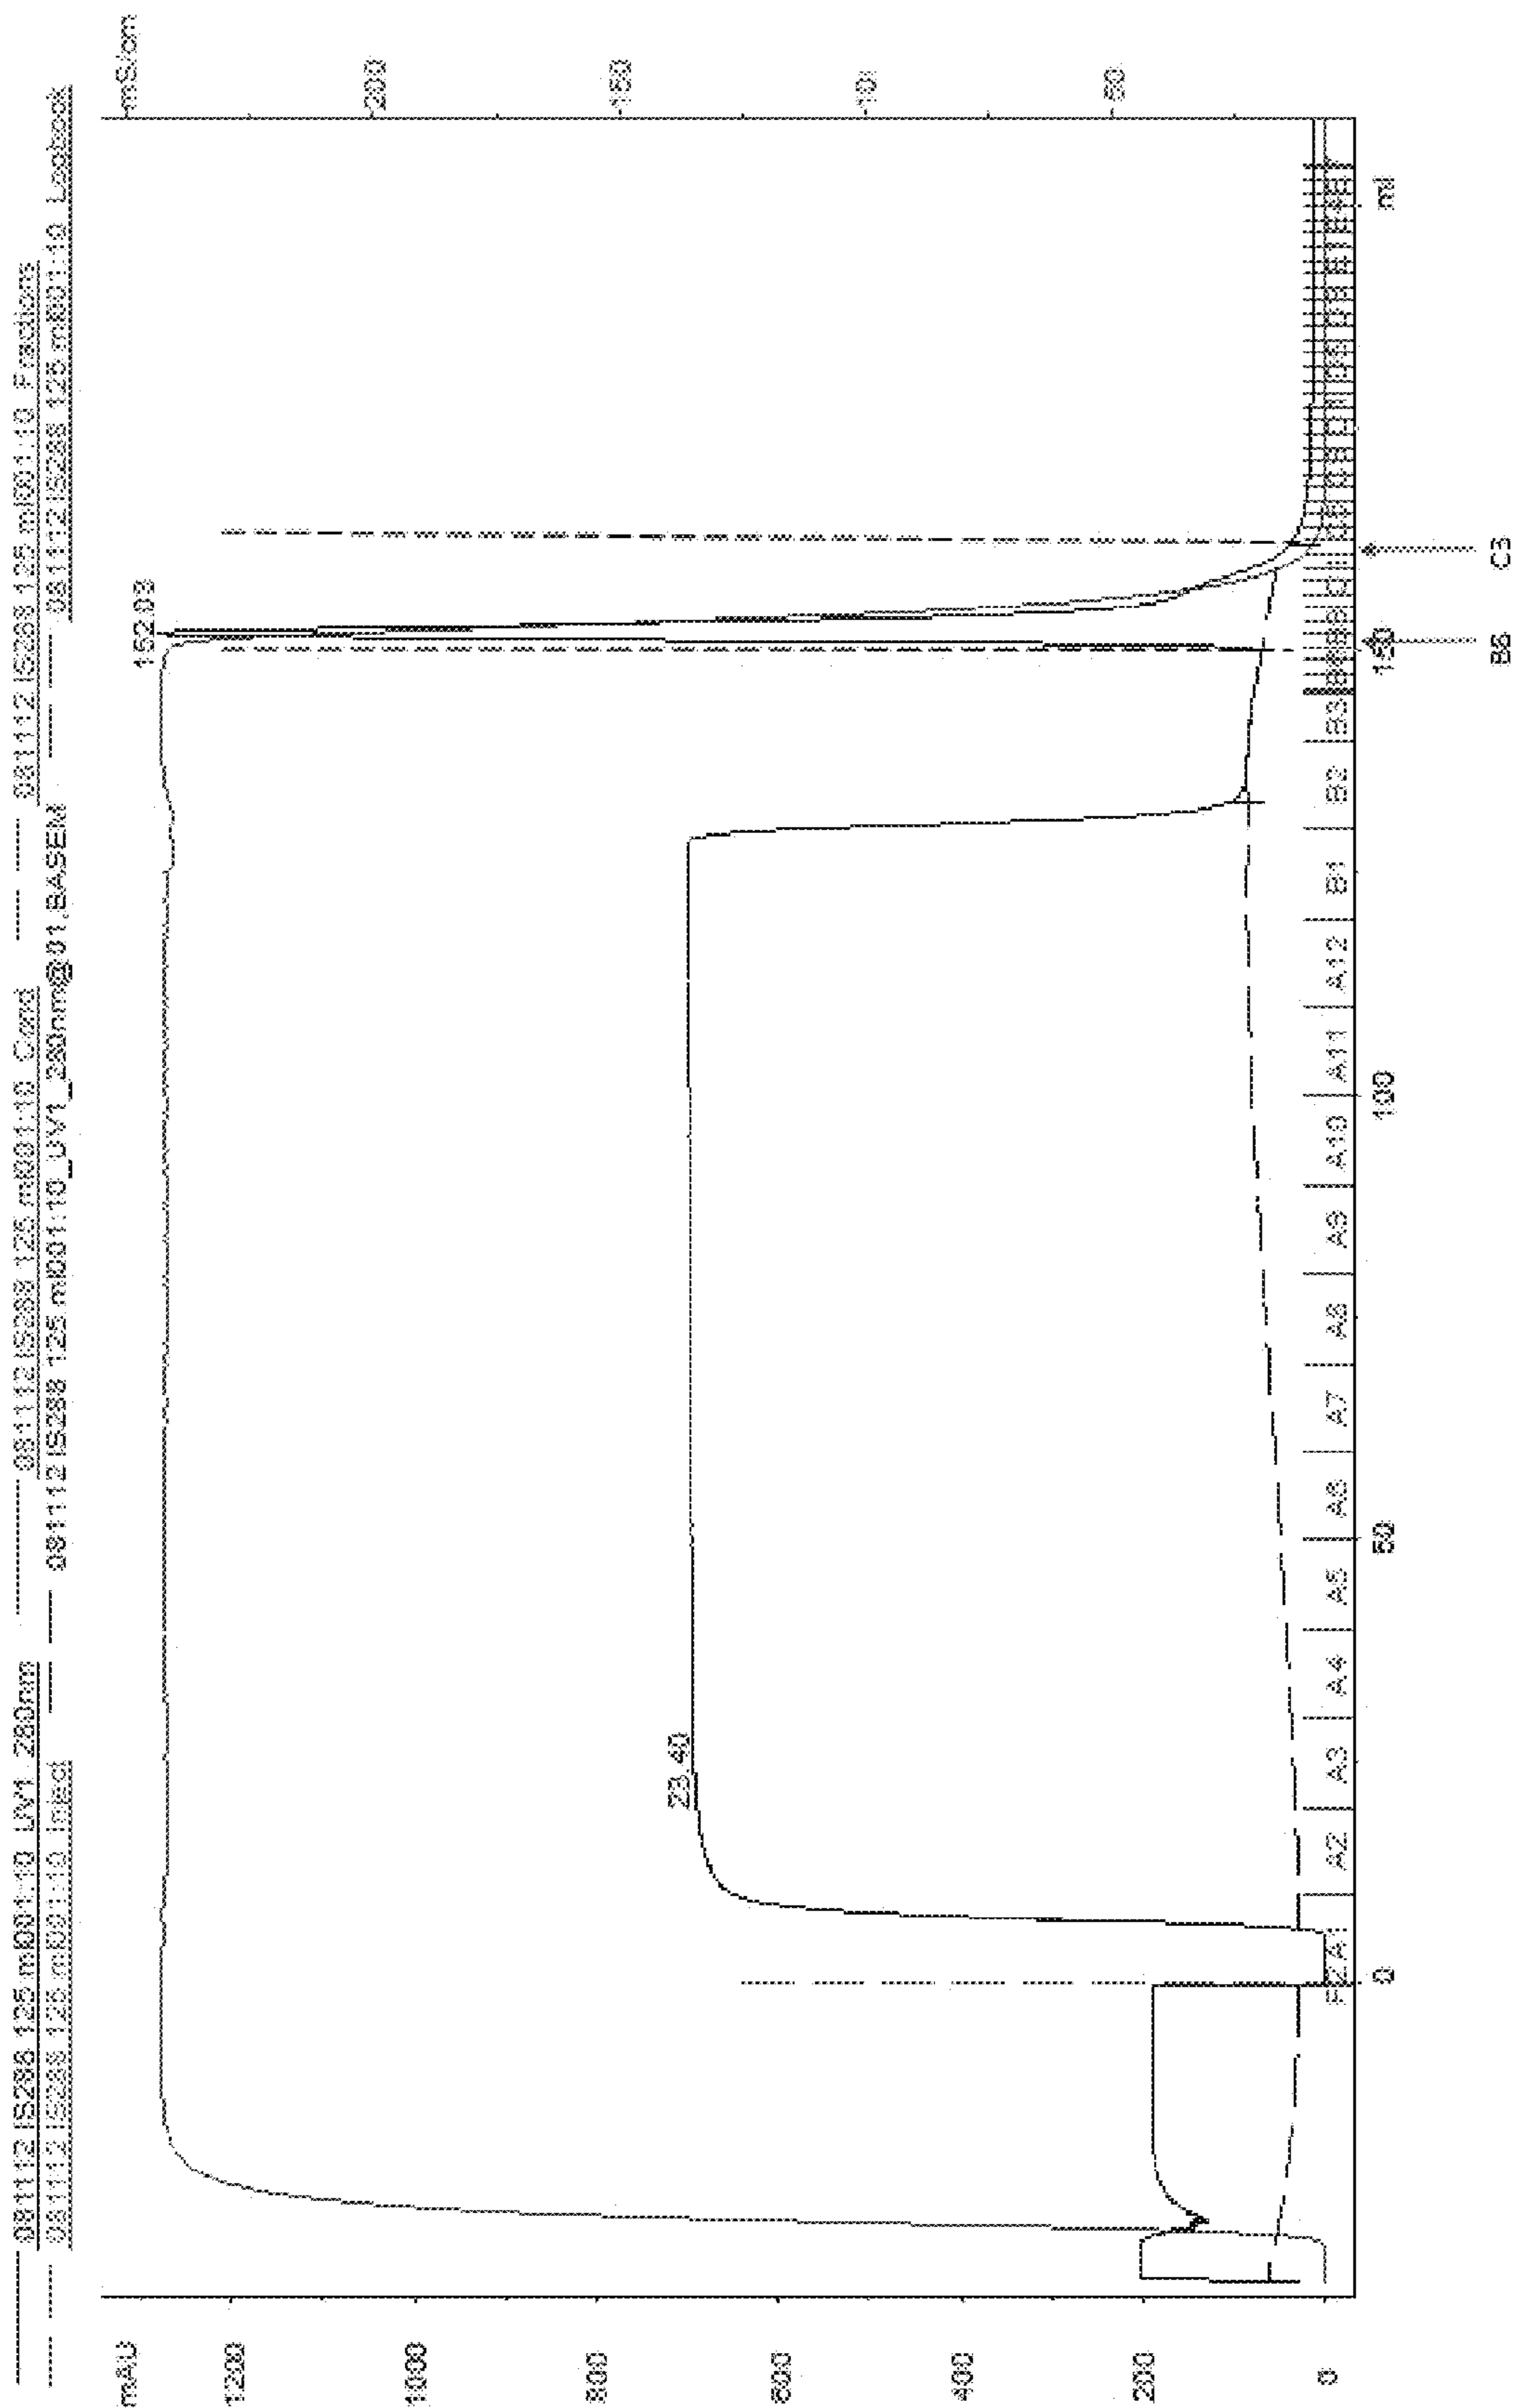 081112 IS288 125 ml001:10_UV1_280nm
081112 IS288 125 ml001:10_Cond
081112 IS288 125 ml001:10_Fractions
081112 IS288 125 ml001:10_Inject
081112 IS288 125 ml001:10_UV1_280nm@01,BASEM
081112 IS288 125 ml001:10_Logbook
mAU
mS/cm
1200
1000
800
600
400
200
0
200
150
50
152.03
23.40
F2 A1 A2 A3 A4 A5 A6 A7 A8 A9 A10 A11 A12 B1 B2 B3
0 50 100 150 ml
B6 C3